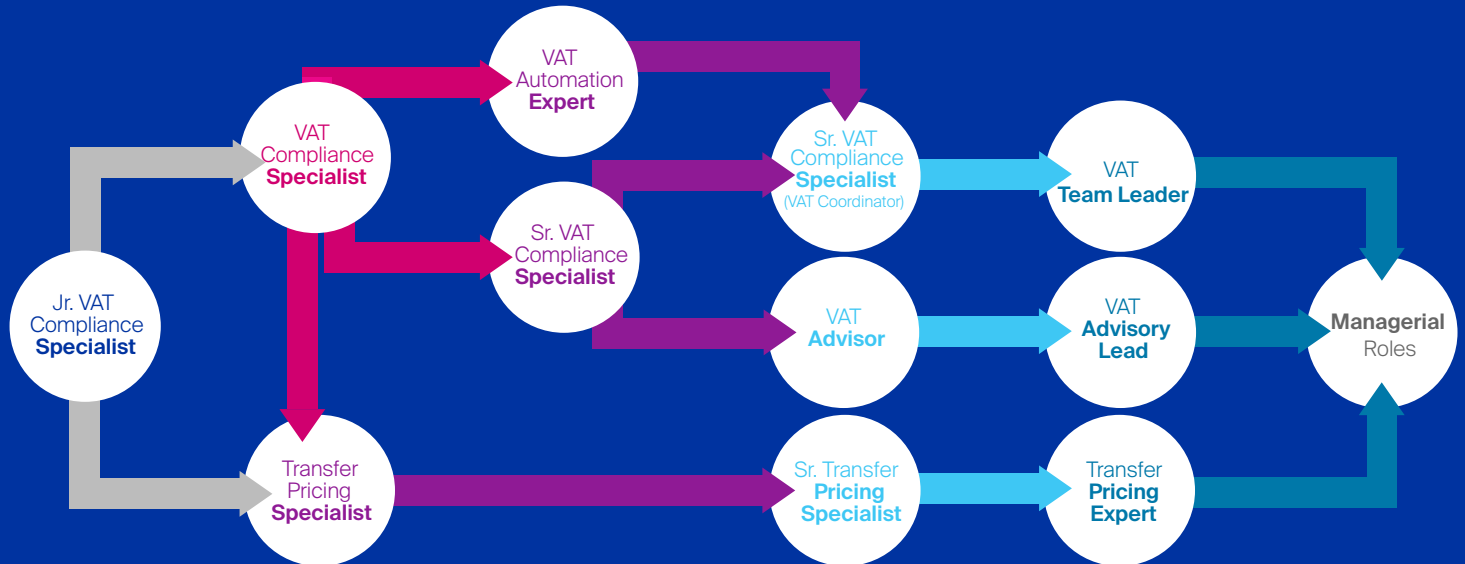 Jr. VAT
Compliance
Specialist
VAT
Compliance
Specialist
Transfer
Pricing
Specialist
VAT
Automation
Expert
Sr. VAT
Compliance
Specialist
Sr. VAT
Compliance
Specialist
(VAT Coordinator)
VAT
Advisor
Sr. Transfer
Pricing
Specialist
VAT
Team Leader
VAT
Advisory
Lead
Transfer
Pricing
Expert
Managerial
Roles